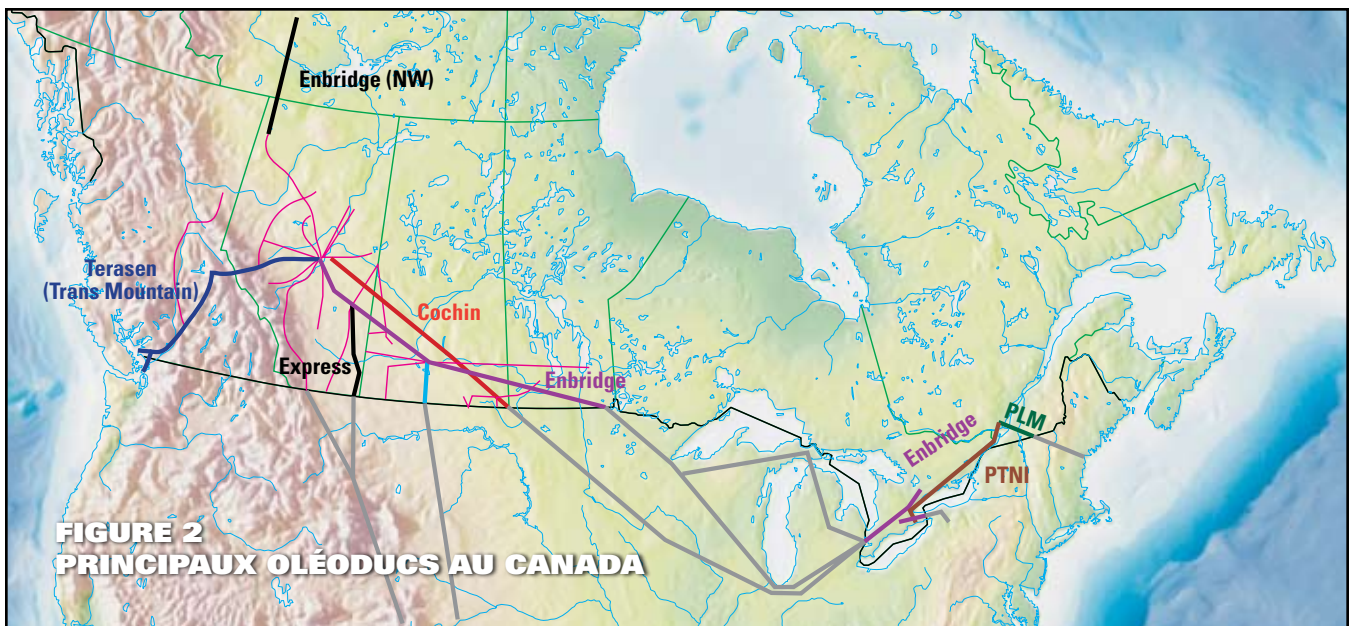 Enbridge (NW)
Terasen
(Trans Mountain)
Cochin
Express
Enbridge
Enbridge
PLM
PTNI
FIGURE 2
PRINCIPAUX OLÉODUCS AU CANADA